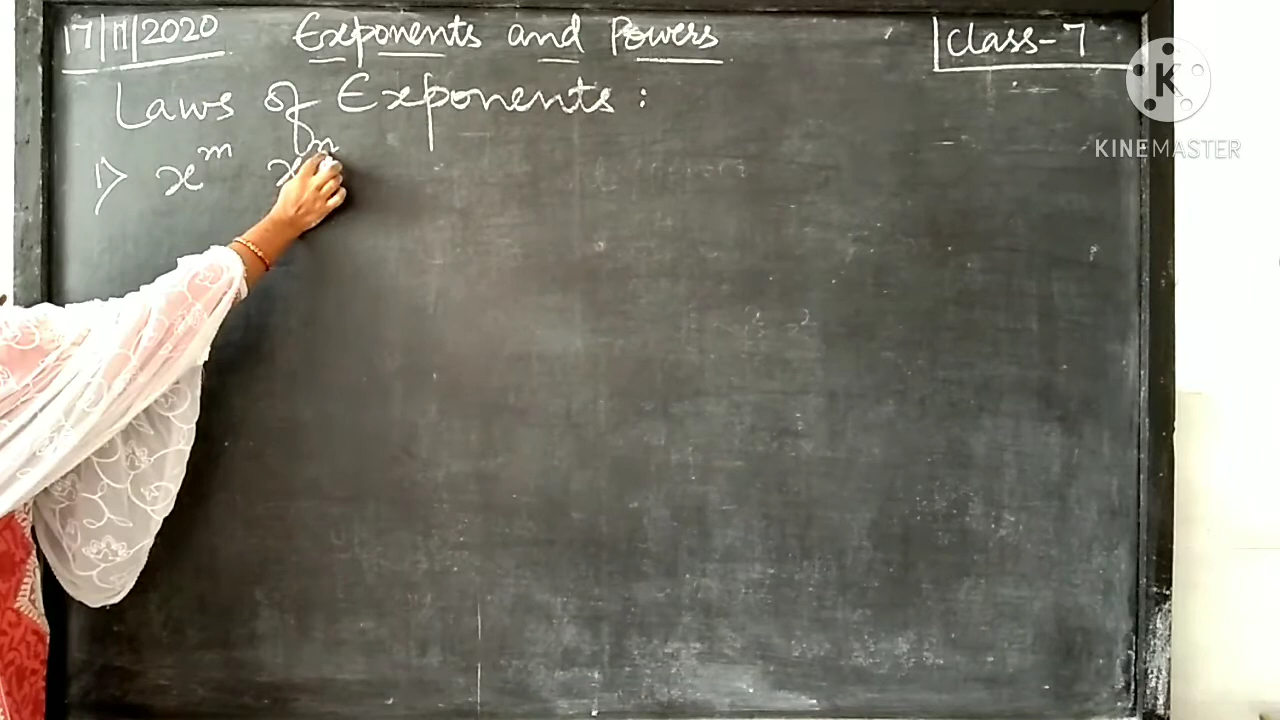 17/11/2020 Exponents and Powers Class-7
K
KINEMASTER
Laws of Exponents :
1> x^m x^n